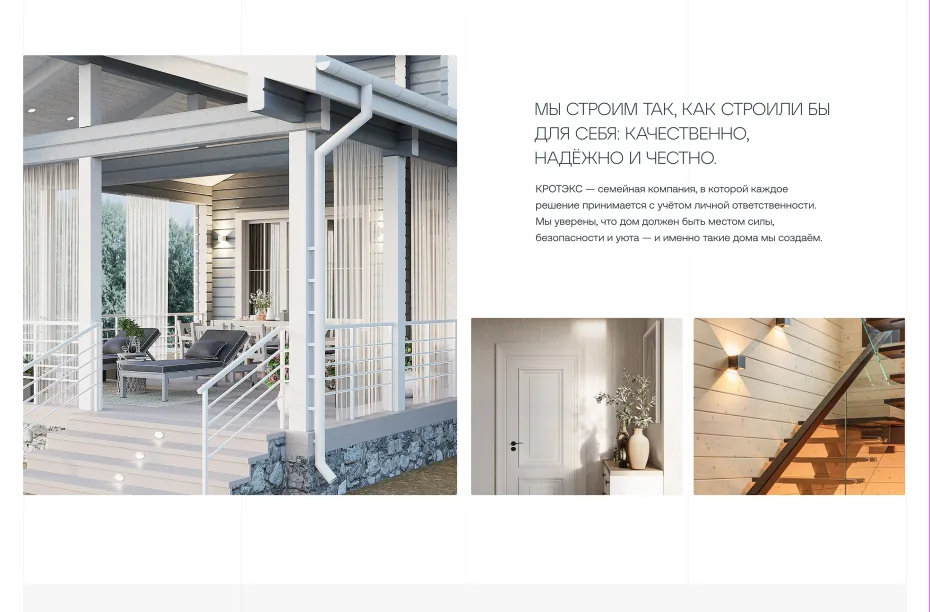 МЫ СТРОИМ ТАК, КАК СТРОИЛИ БЫ
ДЛЯ СЕБЯ: КАЧЕСТВЕННО,
НАДЁЖНО И ЧЕСТНО.
КРОТЭКС — семейная компания, в которой каждое
решение принимается с учётом личной ответственности.
Мы уверены, что дом должен быть местом силы,
безопасности и уюта — и именно такие дома мы создаём.